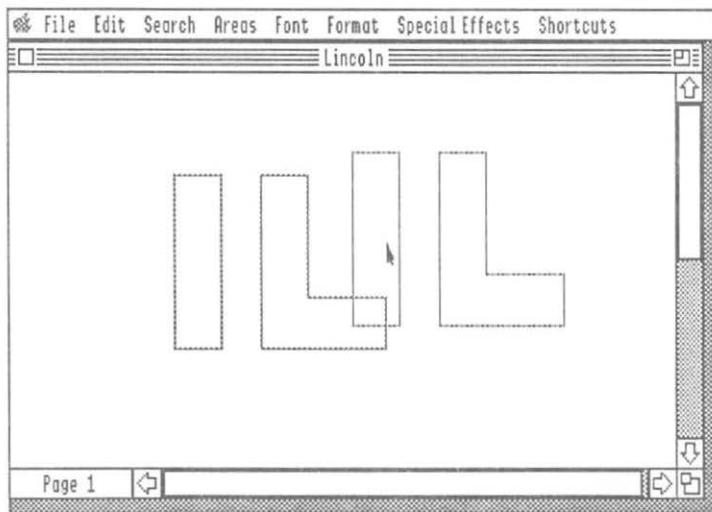 File Edit Search Areas Font Format Special Effects Shortcuts
Lincoln
Page 1